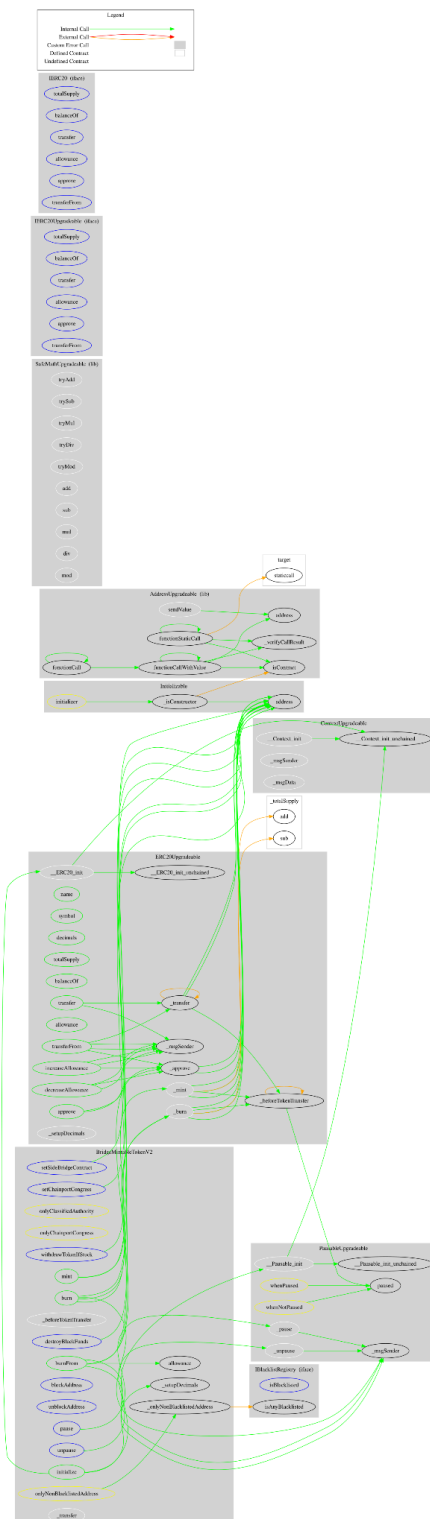 Legend
Internal Call
External Call
Custom Error Call
Defined Contract
Undefined Contract
IERC20 (iface)
totalSupply
balanceOf
transfer
allowance
approve
transferFrom
IERC20Upgradeable (iface)
totalSupply
balanceOf
transfer
allowance
approve
transferFrom
SafeMathUpgradeable (lib)
tryAdd
trySub
tryMul
tryDiv
tryMod
add
sub
mul
div
mod
target
staticcall
AddressUpgradeable (lib)
sendValue
address
functionStaticCall
verifyCallResult
functionCall
functionCallWithValue
isContract
Initializable
initializer
_isConstructor
address
ContextUpgradeable
__Context_init
__Context_init_unchained
_msgSender
_msgData
_totalSupply
add
sub
ERC20Upgradeable
__ERC20_init
__ERC20_init_unchained
name
symbol
decimals
totalSupply
balanceOf
transfer
_transfer
allowance
transferFrom
_msgSender
increaseAllowance
_approve
decreaseAllowance
_mint
_beforeTokenTransfer
approve
_burn
_setupDecimals
BridgeMintableTokenV2
setSideBridgeContract
setChainportCongress
onlyClassifiedAuthority
onlyChainportCongress
withdrawTokenIfStuck
mint
burn
_beforeTokenTransfer
destroyBlackFunds
burnFrom
allowance
blockAddress
_setupDecimals
unblockAddress
_onlyNonBlacklistedAddress
pause
unpause
initialize
onlyNonBlacklistedAddress
_transfer
PausableUpgradeable
__Pausable_init
__Pausable_init_unchained
whenPaused
paused
whenNotPaused
_pause
_unpause
_msgSender
IBlacklistRegistry (iface)
isBlacklisted
isAnyBlacklisted